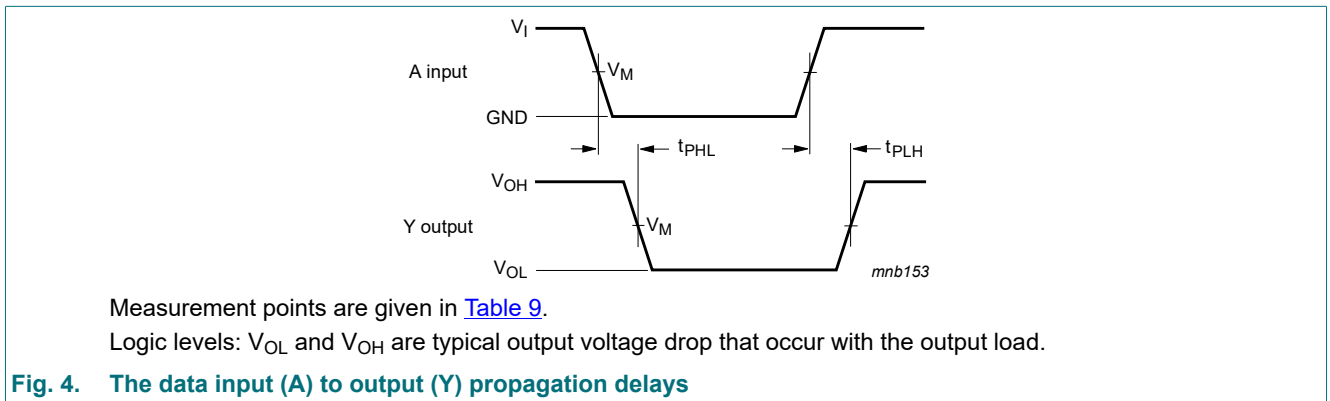 V_I
A input
V_M
GND
t_PHL
t_PLH
V_OH
Y output
V_M
V_OL
mnb153
Measurement points are given in Table 9.
Logic levels: V_OL and V_OH are typical output voltage drop that occur with the output load.
Fig. 4. The data input (A) to output (Y) propagation delays